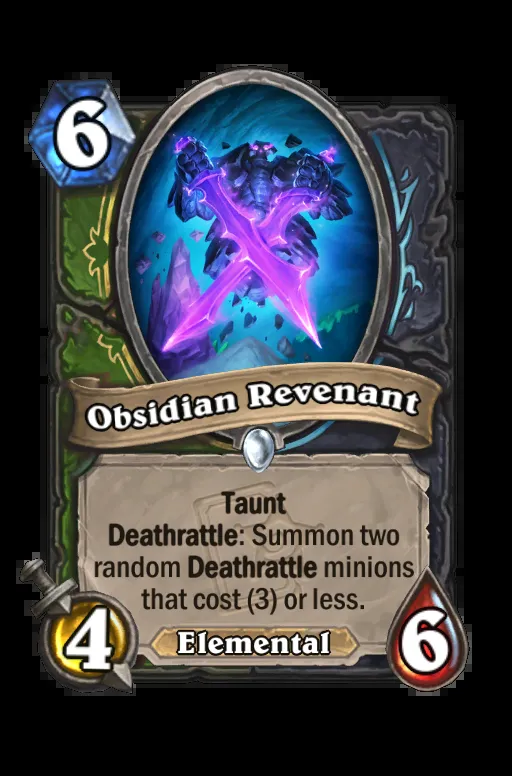 6
Obsidian Revenant
Taunt
Deathrattle: Summon two
random Deathrattle minions
that cost (3) or less.
4 Elemental 6